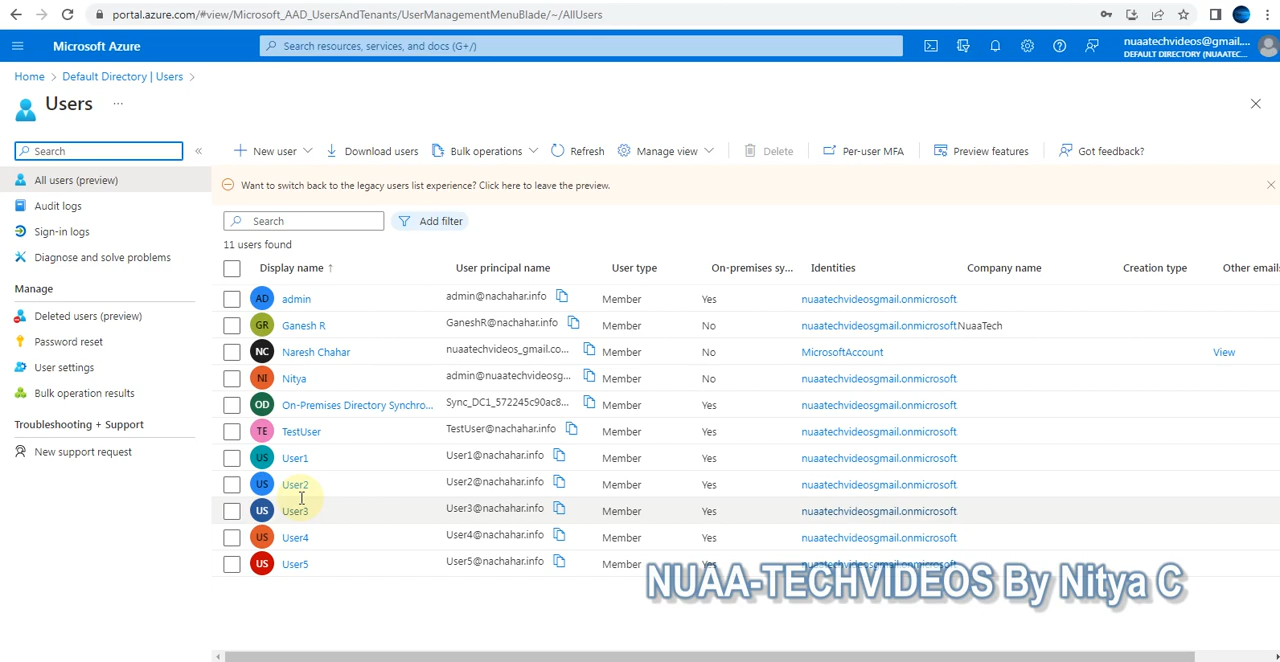 portal.azure.com/#view/Microsoft_AAD_UsersAndTenants/UserManagementMenuBlade/~/AllUsers
Microsoft Azure
Search resources, services, and docs (G+/)
nuaatechvideos@gmail....
DEFAULT DIRECTORY (NUAATEC...
Home > Default Directory | Users >
Users ...
Search «
New user Download users Bulk operations Refresh Manage view Delete Per-user MFA Preview features Got feedback?
All users (preview)
Audit logs
Sign-in logs
Diagnose and solve problems
Manage
Deleted users (preview)
Password reset
User settings
Bulk operation results
Troubleshooting + Support
New support request
Want to switch back to the legacy users list experience? Click here to leave the preview.
Search Add filter
11 users found
Display name ↑ User principal name User type On-premises sy... Identities Company name Creation type Other emails
AD admin admin@nachahar.info Member Yes nuaatechvideosgmail.onmicrosoft
GR Ganesh R GaneshR@nachahar.info Member No nuaatechvideosgmail.onmicrosoft NuaaTech
NC Naresh Chahar nuaatechvideos_gmail.co... Member No MicrosoftAccount View
NI Nitya admin@nuaatechvideosg... Member No nuaatechvideosgmail.onmicrosoft
OD On-Premises Directory Synchro... Sync_DC1_572245c90ac8... Member Yes nuaatechvideosgmail.onmicrosoft
TE TestUser TestUser@nachahar.info Member Yes nuaatechvideosgmail.onmicrosoft
US User1 User1@nachahar.info Member Yes nuaatechvideosgmail.onmicrosoft
US User2 User2@nachahar.info Member Yes nuaatechvideosgmail.onmicrosoft
US User3 User3@nachahar.info Member Yes nuaatechvideosgmail.onmicrosoft
US User4 User4@nachahar.info Member Yes nuaatechvideosgmail.onmicrosoft
US User5 User5@nachahar.info Member Yes nuaatechvideosgmail.onmicrosoft
NUAA-TECHVIDEOS By Nitya C